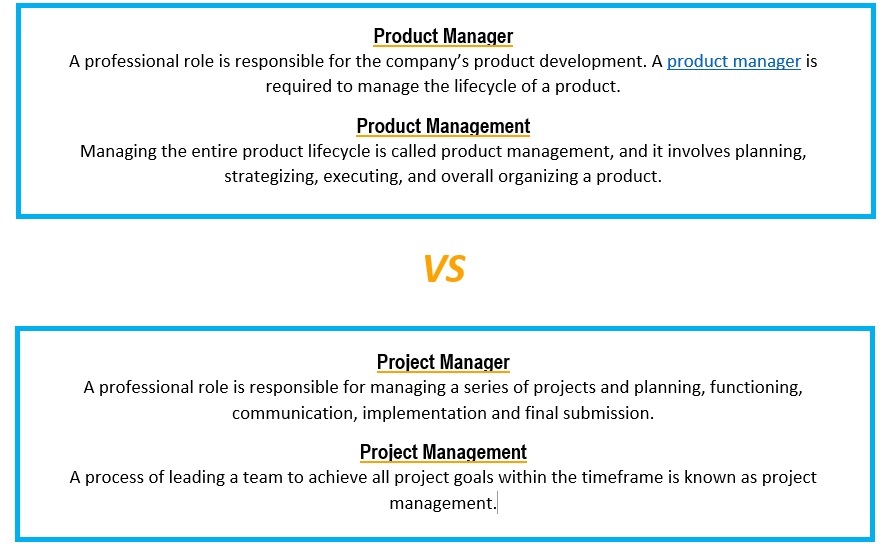 Product Manager
A professional role is responsible for the company’s product development. A product manager is
required to manage the lifecycle of a product.
Product Management
Managing the entire product lifecycle is called product management, and it involves planning,
strategizing, executing, and overall organizing a product.
VS
Project Manager
A professional role is responsible for managing a series of projects and planning, functioning,
communication, implementation and final submission.
Project Management
A process of leading a team to achieve all project goals within the timeframe is known as project
management.